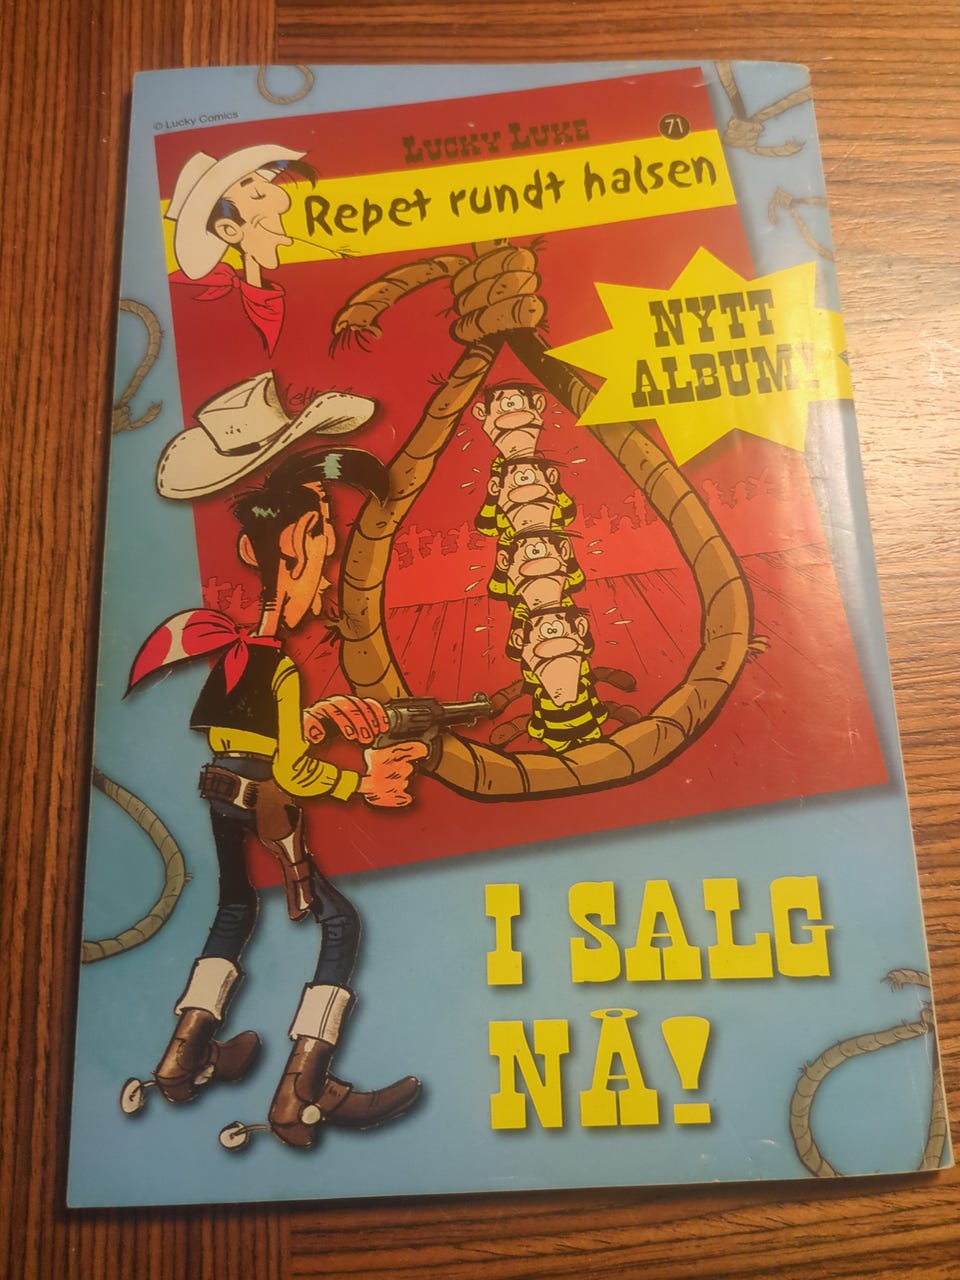 © Lucky Comics
LUCKY LUKE
71
Repet rundt halsen
NYTT
ALBUM!
I SALG
NÅ!